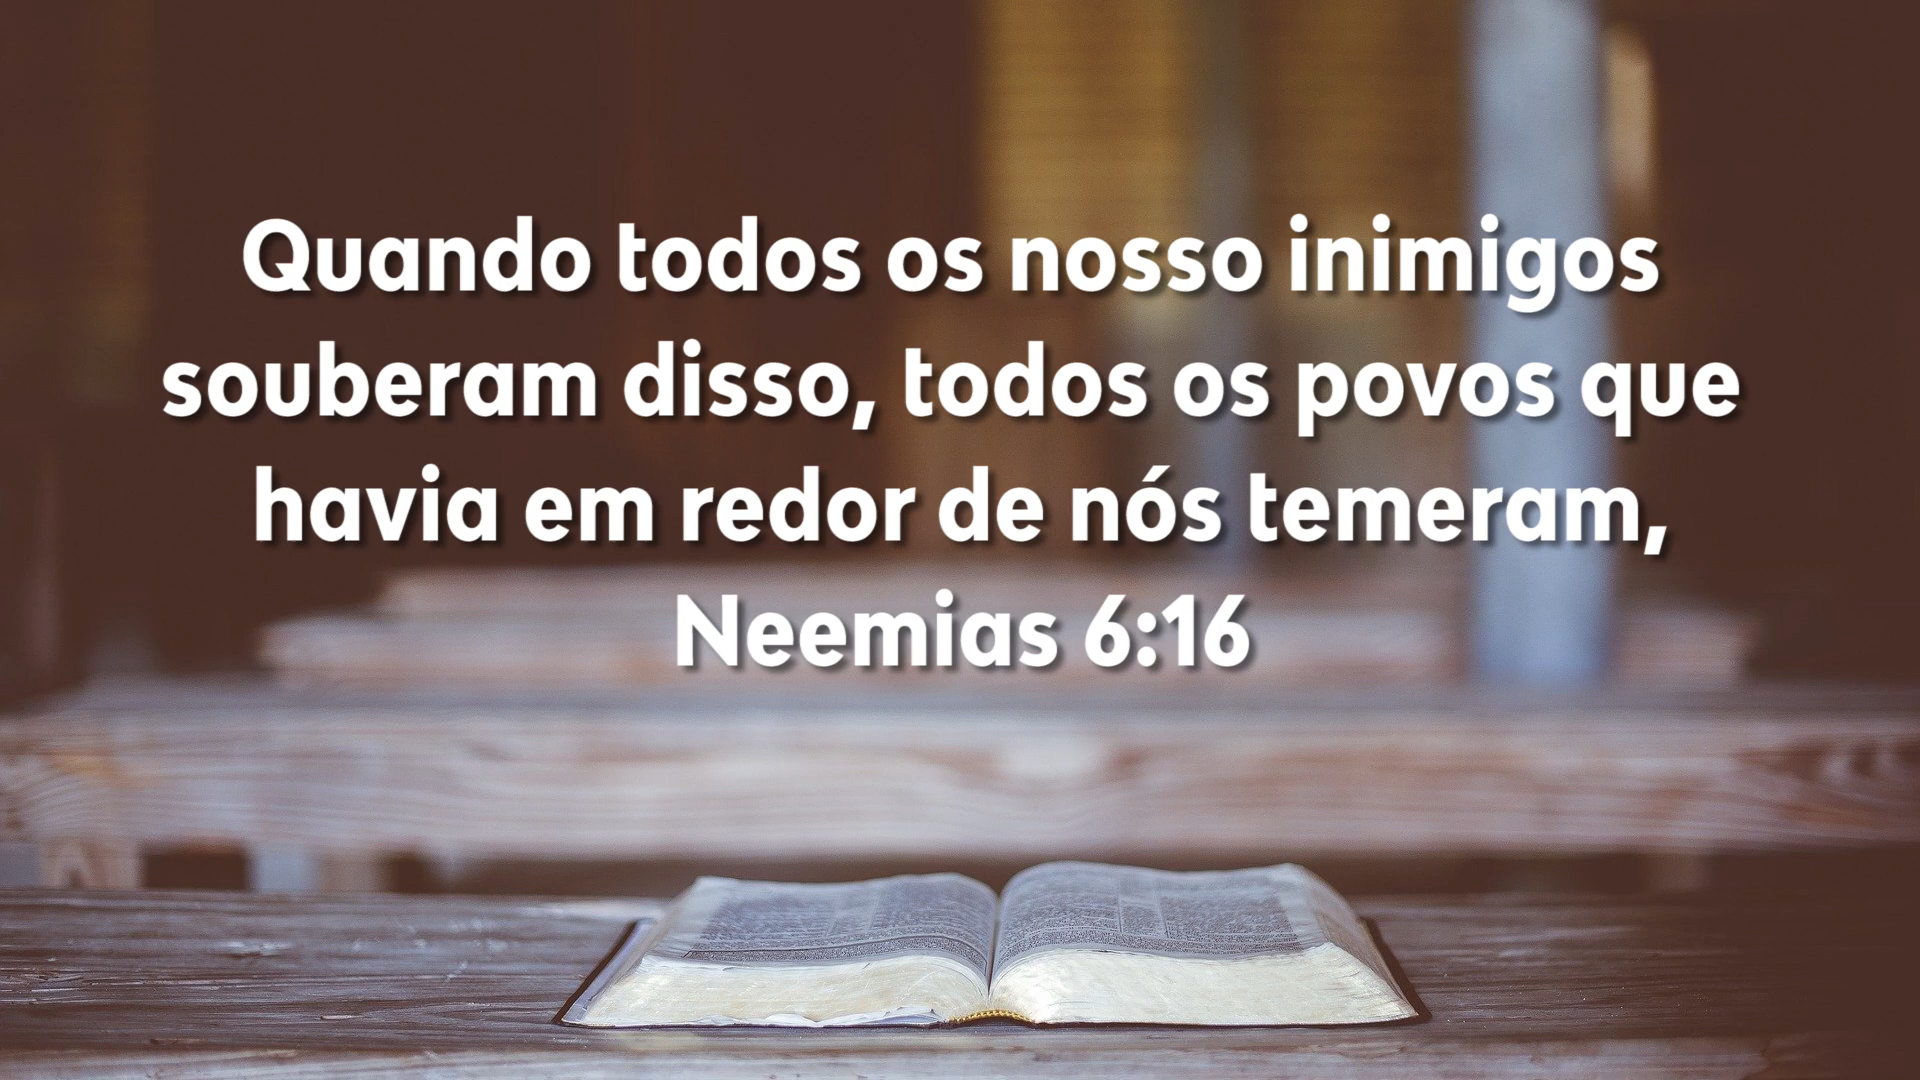 Quando todos os nosso inimigos
souberam disso, todos os povos que
havia em redor de nós temeram,
Neemias 6:16